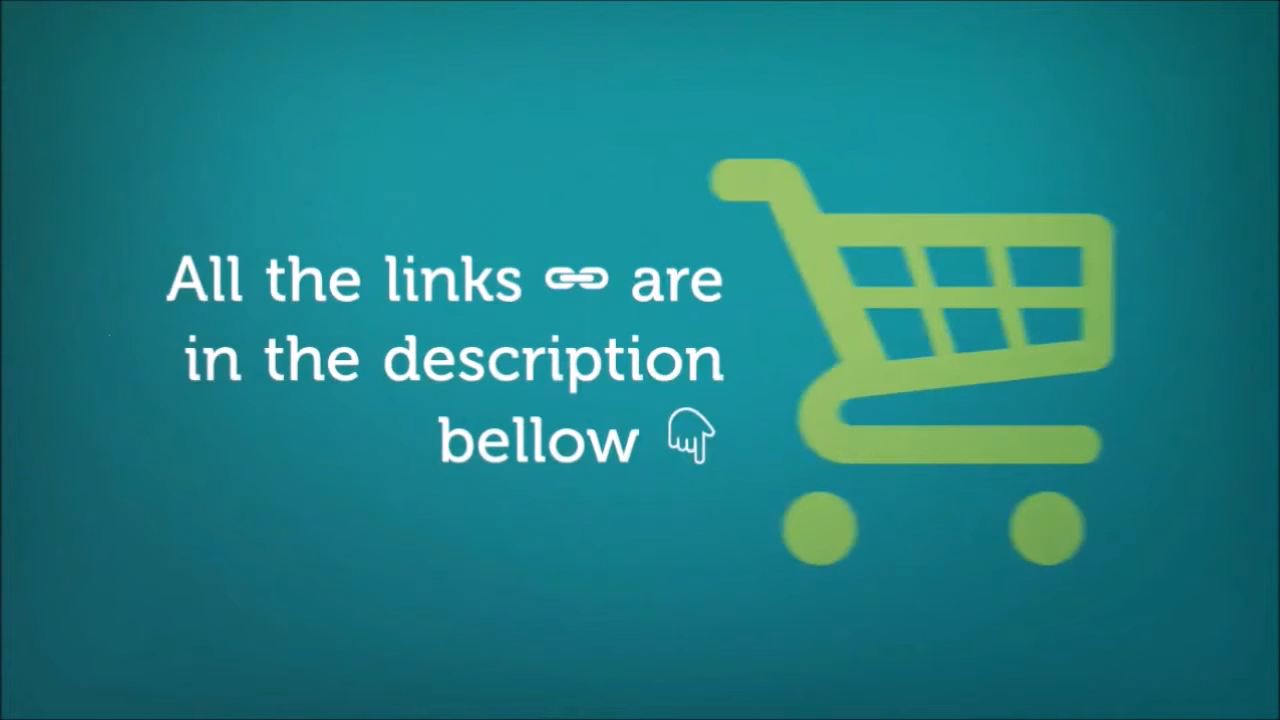 All the links 🔗 are
in the description
bellow 👇